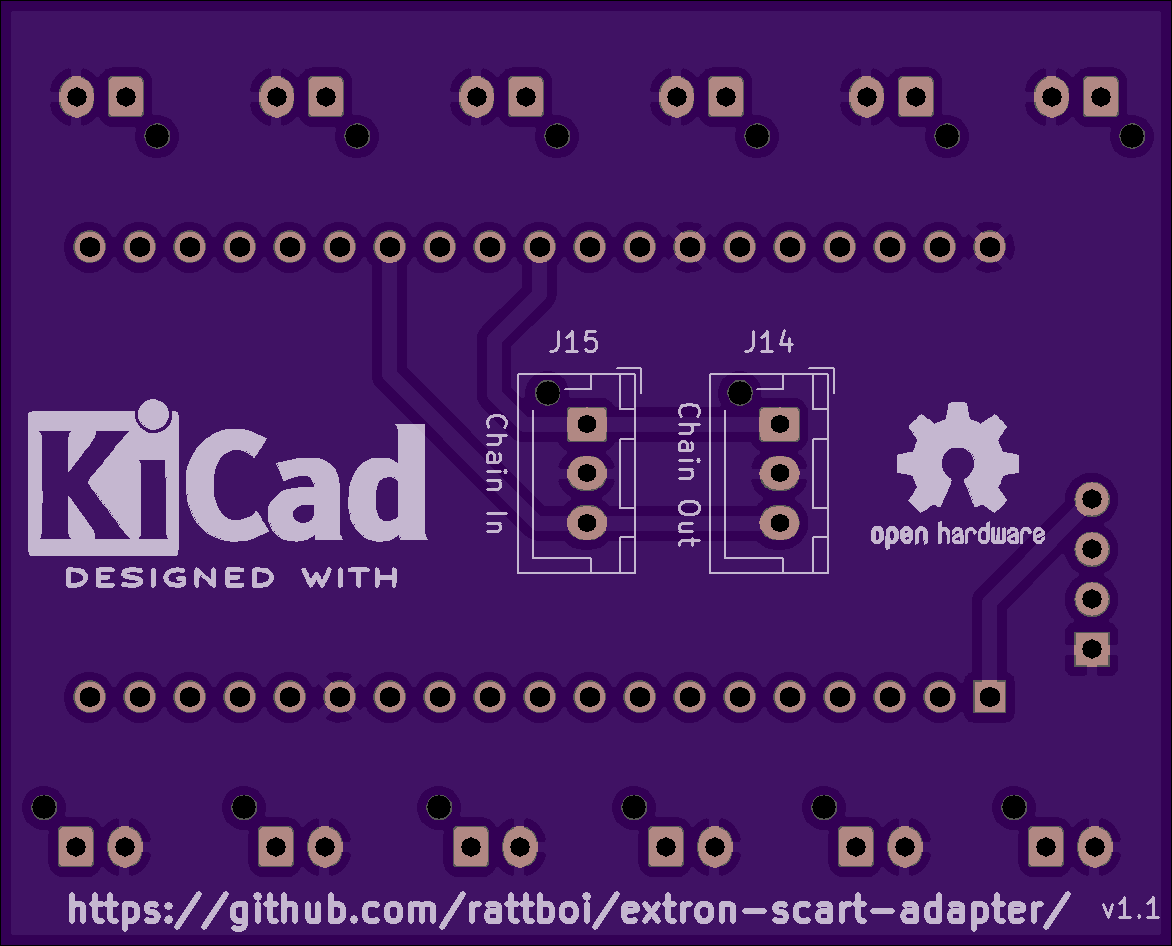 J15
J14
Chain In
Chain Out
KiCad
DESIGNED WITH
open hardware
https://github.com/rattboi/extron-scart-adapter/
v1.1